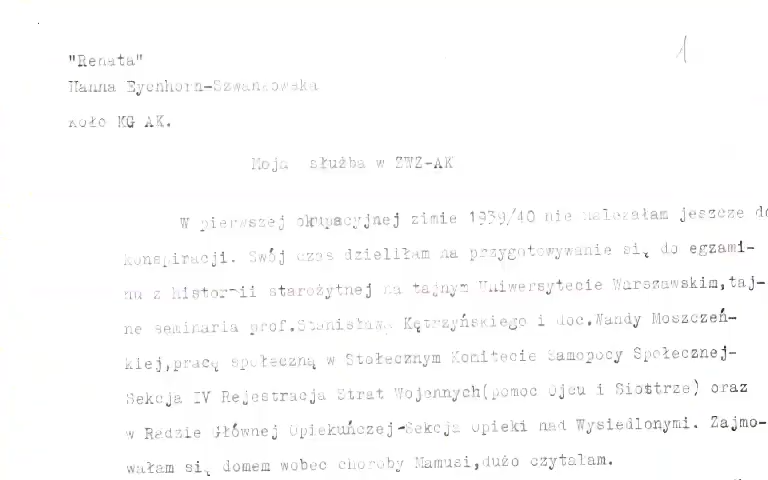 1
"Renata"
Hanna Eychhorn-Szwankowska
Koło KG AK.
Moja służba w ZWZ-AK
W pierwszej okupacyjnej zimie 1939/40 nie należałam jeszcze do
konspiracji. Swój czas dzieliłam na przygotowywanie się do egzami-
nu z historii starożytnej na tajnym Uniwersytecie Warszawskim,taj-
ne seminaria prof.Stanisława Kętrzyńskiego i doc.Wandy Moszczeń-
kiej,pracę społeczną w Stołecznym Komitecie Samopocy Społecznej-
Sekcja IV Rejestracja Strat Wojennych(pomoc Ojcu i Siottrze) oraz
w Radzie Głównej Opiekuńczej-Sekcja Opieki nad Wysiedlonymi. Zajmo-
wałam się domem wobec choroby Mamusi,dużo czytałam.